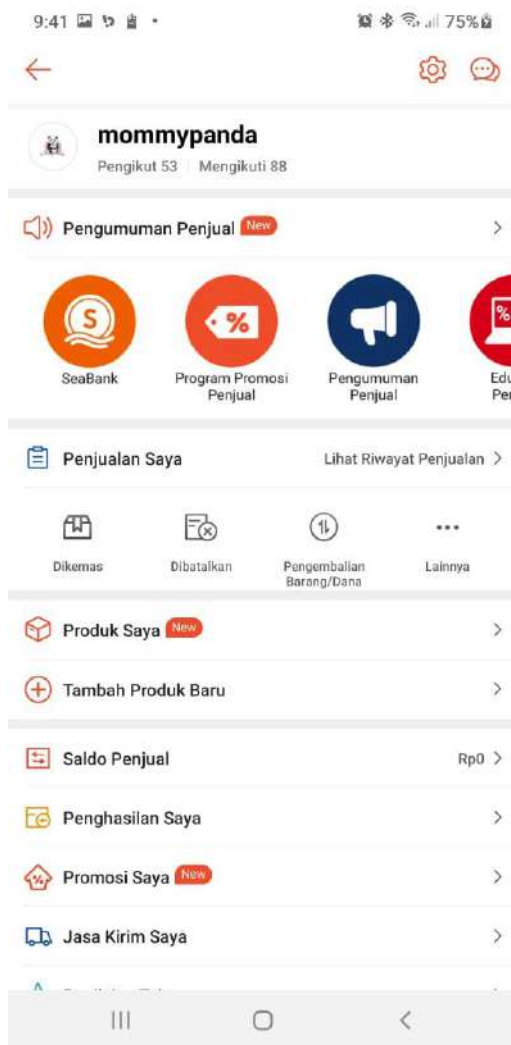 9:41 75%
mommypanda
Pengikut 53 Mengikuti 88
Pengumuman Penjual New
SeaBank
Program Promosi
Penjual
Pengumuman
Penjual
Penjualan Saya Lihat Riwayat Penjualan
Dikemas Dibatalkan Pengembalian
Barang/Dana
Lainnya
Produk Saya New
Tambah Produk Baru
Saldo Penjual Rp0
Penghasilan Saya
Promosi Saya New
Jasa Kirim Saya